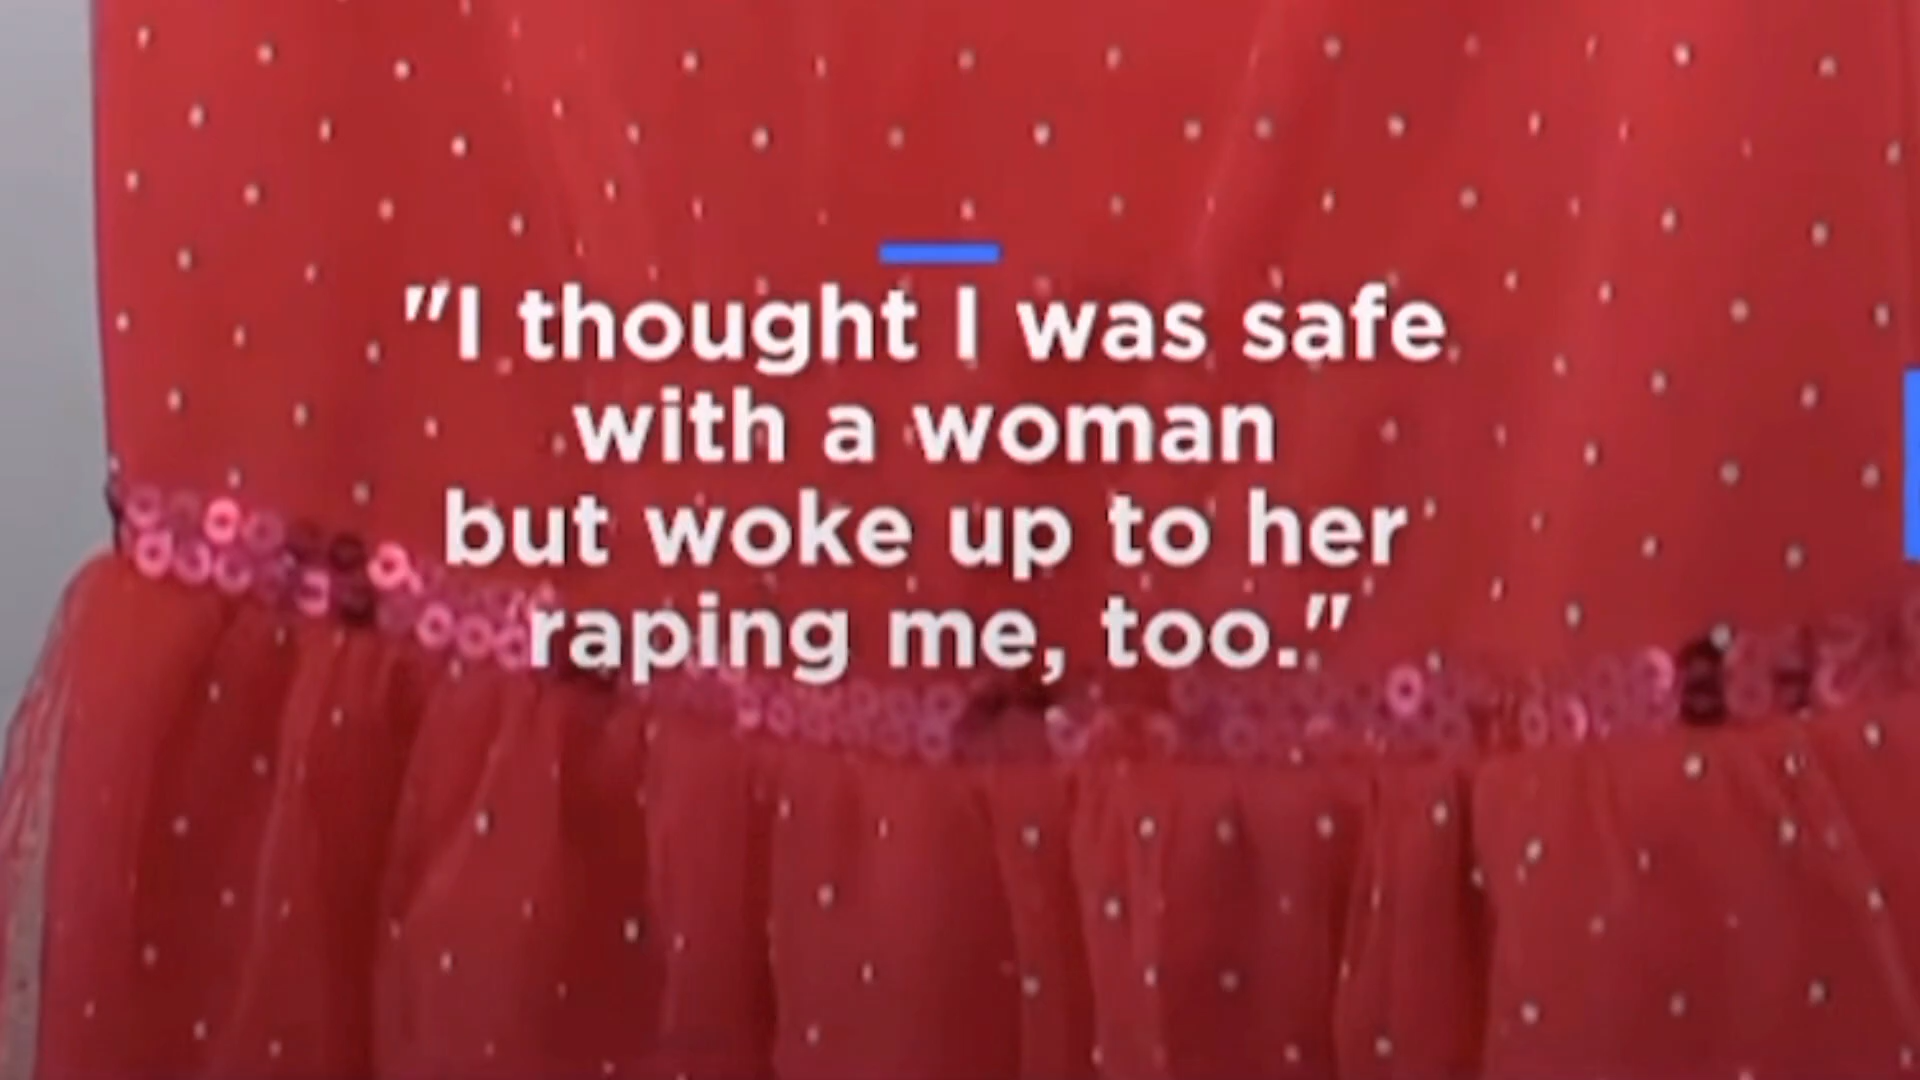 "I thought I was safe
with a woman
but woke up to her
raping me, too."